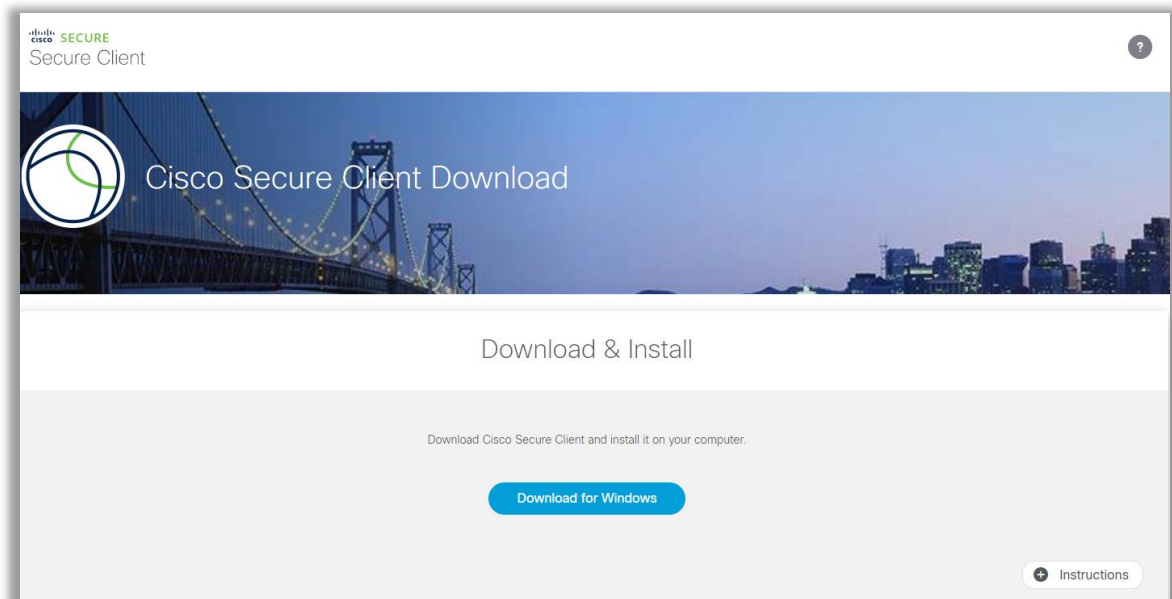 CISCO SECURE
Secure Client
?
Cisco Secure Client Download
Download & Install
Download Cisco Secure Client and install it on your computer.
Download for Windows
Instructions